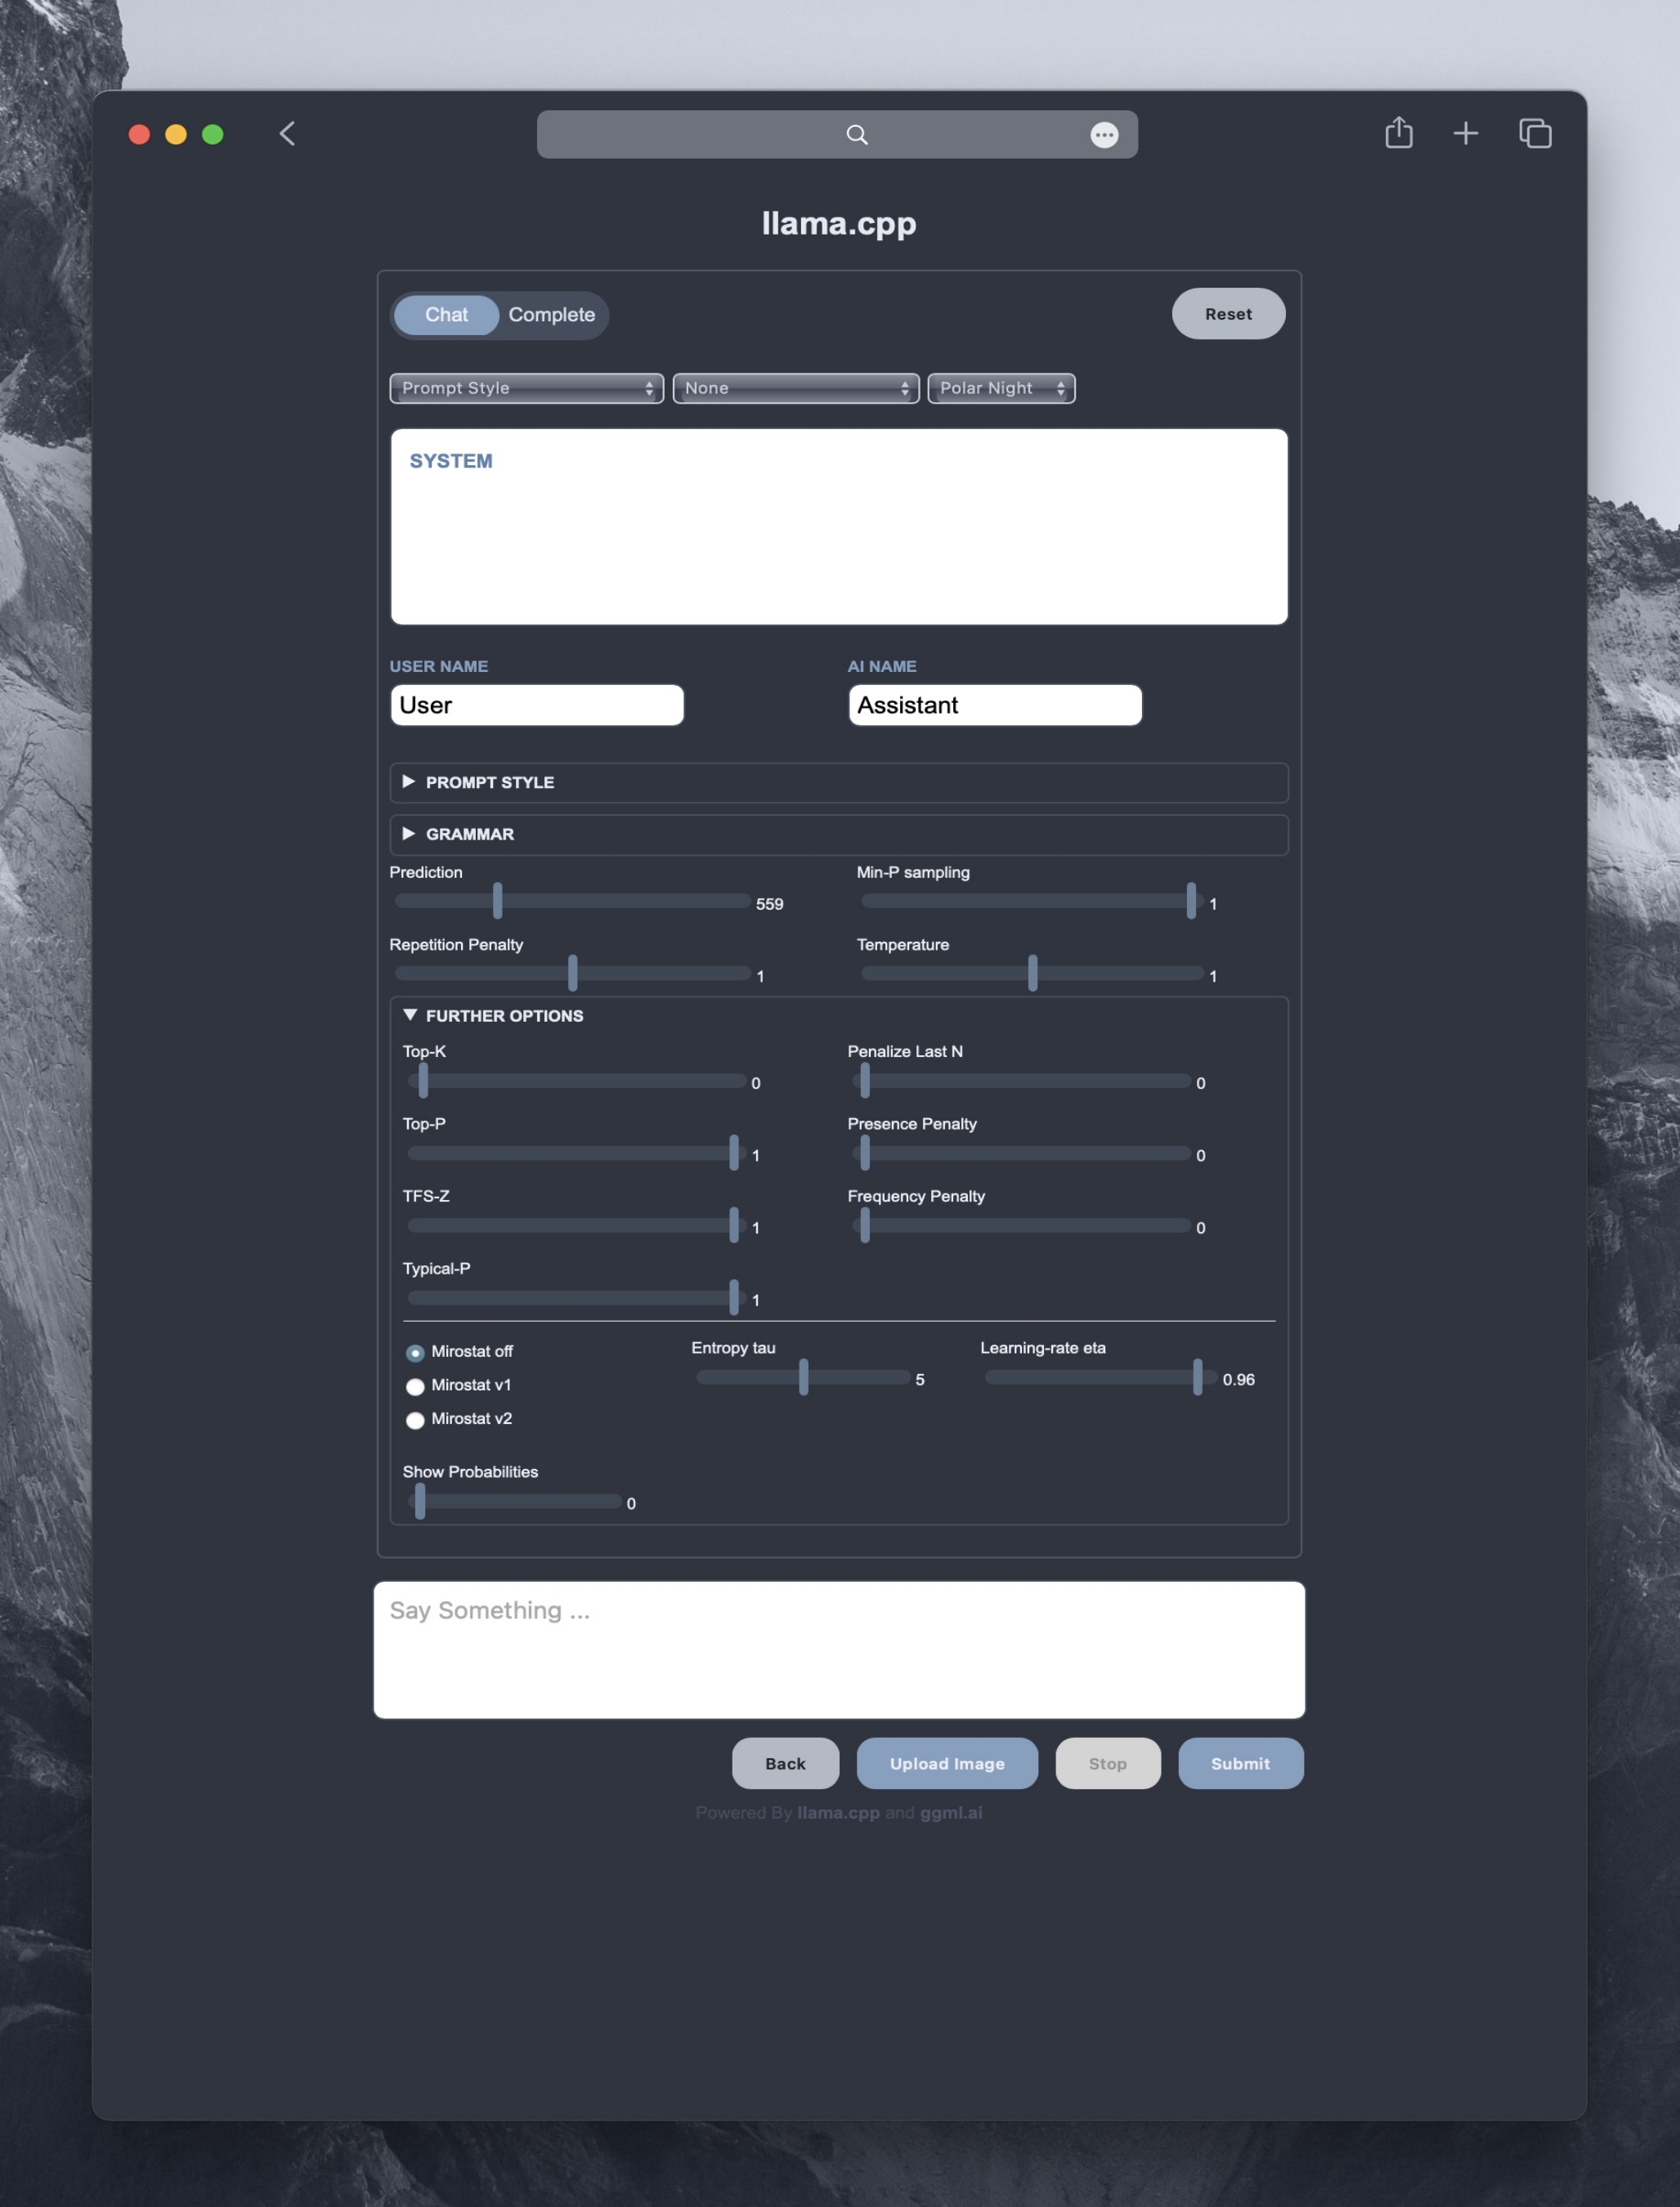 llama.cpp
Chat Complete Reset
Prompt Style None Polar Night
SYSTEM
USER NAME AI NAME
User Assistant
PROMPT STYLE
GRAMMAR
Prediction Min-P sampling
559 1
Repetition Penalty Temperature
1 1
FURTHER OPTIONS
Top-K Penalize Last N
0 0
Top-P Presence Penalty
1 0
TFS-Z Frequency Penalty
1 0
Typical-P
1
Mirostat off Entropy tau Learning-rate eta
5 0.96
Mirostat v1
Mirostat v2
Show Probabilities
0
Say Something ...
Back Upload Image Stop Submit
Powered By llama.cpp and ggml.ai